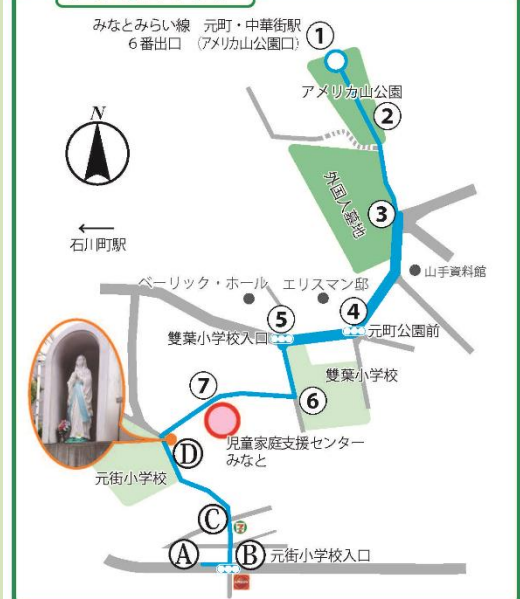 みなとみらい線 元町・中華街駅
6番出口 (アメリカ山公園口)
①
アメリカ山公園
②
N
外国人墓地
③
←
石川町駅
山手資料館
ベーリック・ホール エリスマン邸
④
⑤
元町公園前
雙葉小学校入口
雙葉小学校
⑦
⑥
児童家庭支援センター
みなと
Ⓓ
元街小学校
Ⓒ
7
Ⓐ
Ⓑ
元街小学校入口